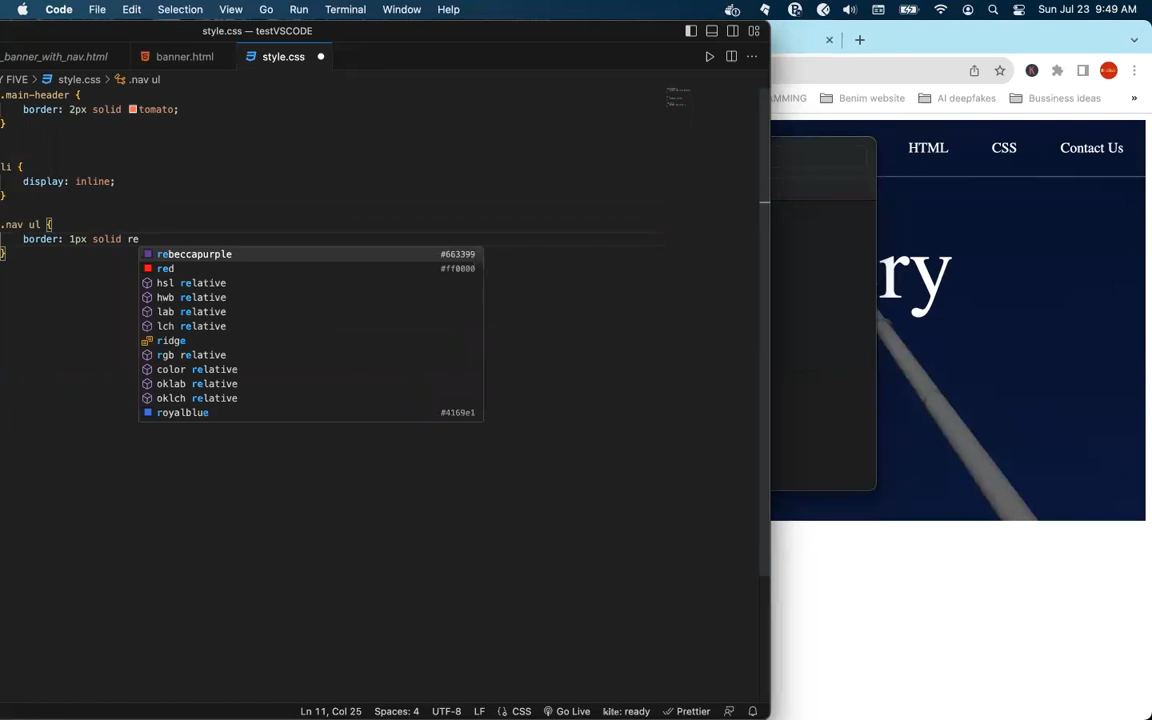 Code File Edit Selection View Go Run Terminal Window Help Sun Jul 23 9:49 AM
style.css — testVSCODE
_banner_with_nav.html banner.html style.css
Y FIVE > style.css > .nav ul
.main-header {
border: 2px solid tomato;
}
li {
display: inline;
}
.nav ul {
border: 1px solid re
}
rebeccapurple #663399
red #ff0000
hsl relative
hwb relative
lab relative
lch relative
ridge
rgb relative
color relative
oklab relative
oklch relative
royalblue #4169e1
Ln 11, Col 25 Spaces: 4 UTF-8 LF {} CSS Go Live kite: ready Prettier
AMMING Benim website AI deepfakes Bussiness ideas »
HTML CSS Contact Us
ry